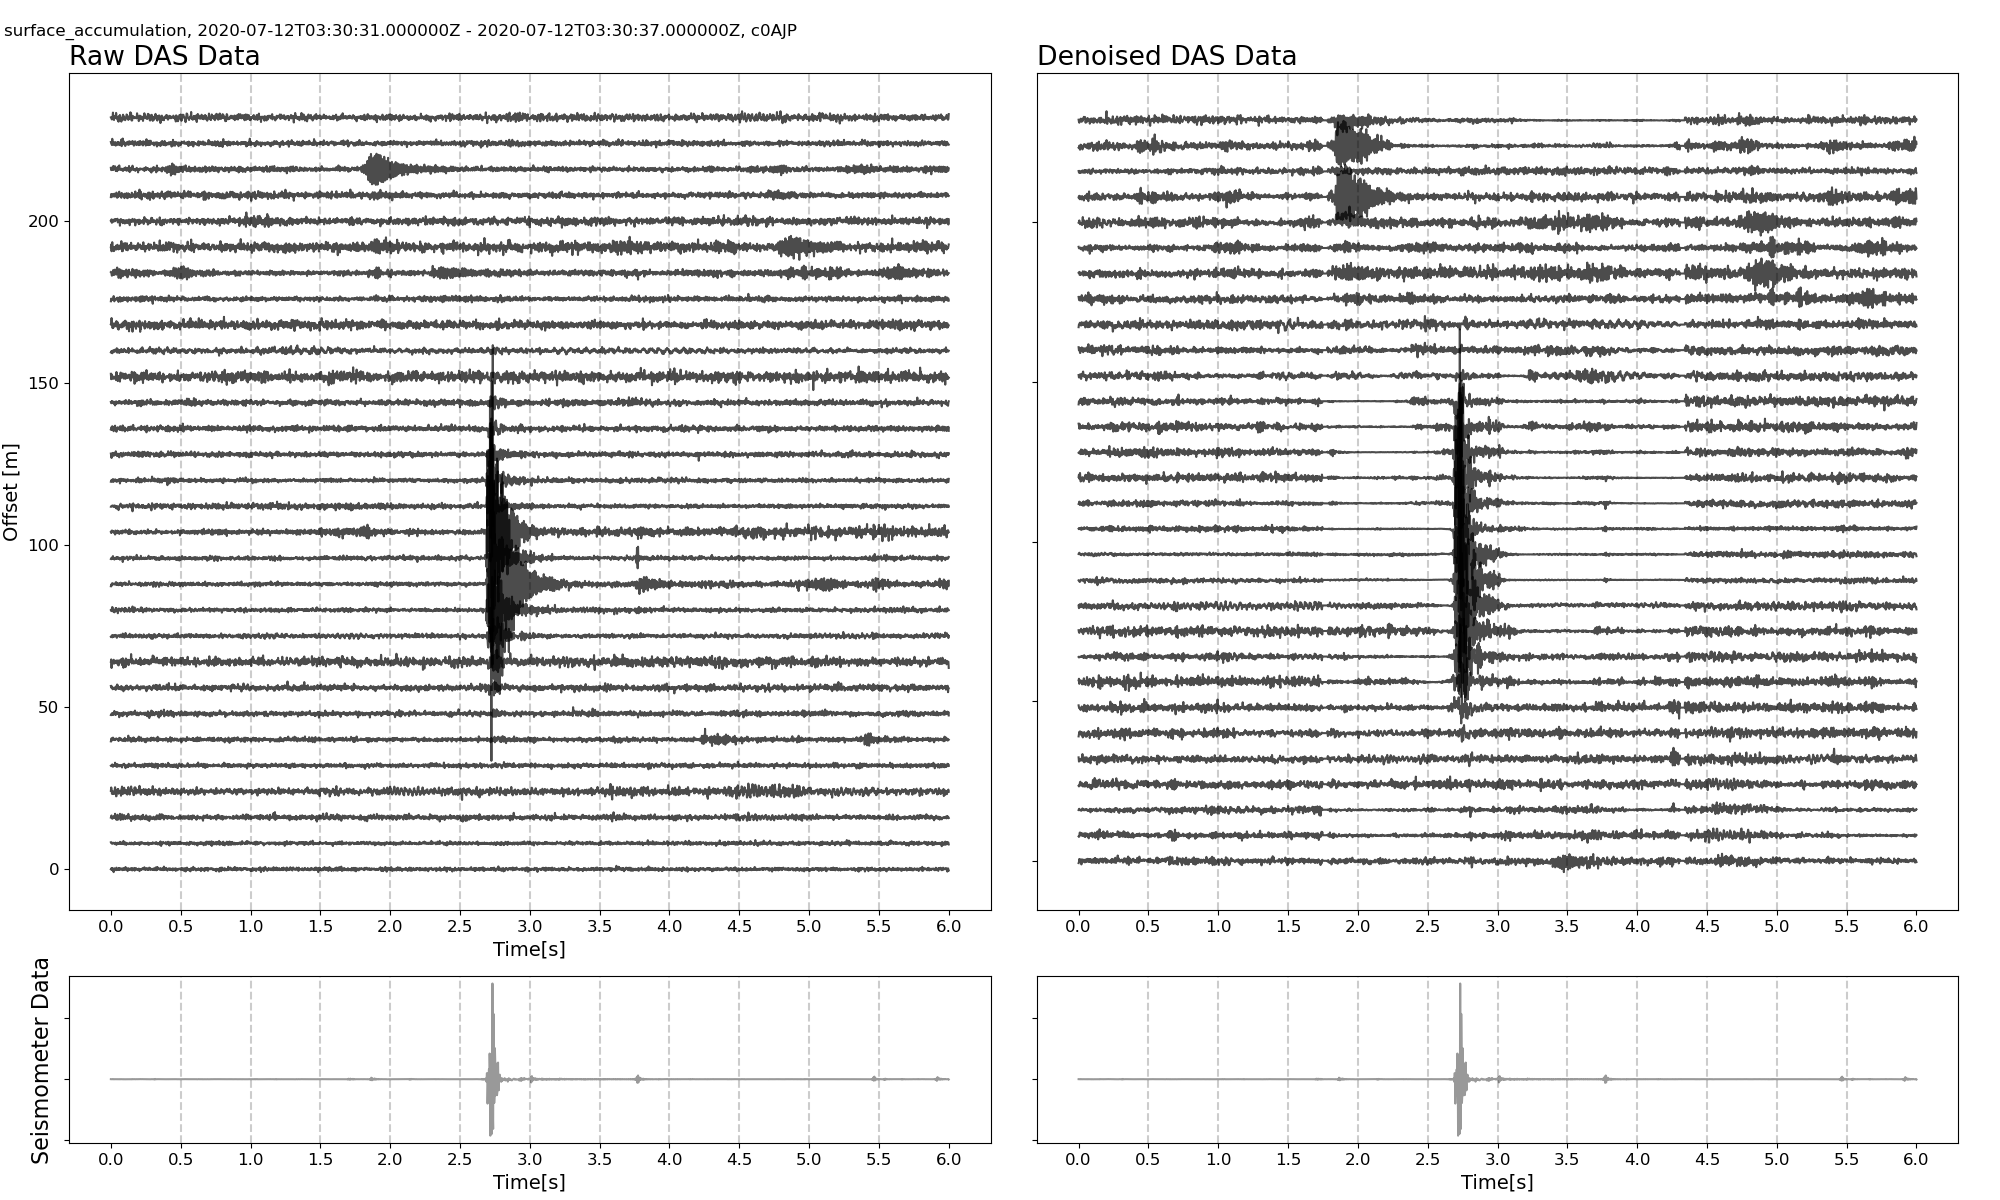 surface_accumulation, 2020-07-12T03:30:31.000000Z - 2020-07-12T03:30:37.000000Z, c0AJP
Raw DAS Data
Denoised DAS Data
Offset [m]
200
150
100
50
0
0.0 0.5 1.0 1.5 2.0 2.5 3.0 3.5 4.0 4.5 5.0 5.5 6.0
Time[s]
0.0 0.5 1.0 1.5 2.0 2.5 3.0 3.5 4.0 4.5 5.0 5.5 6.0
Seismometer Data
0.0 0.5 1.0 1.5 2.0 2.5 3.0 3.5 4.0 4.5 5.0 5.5 6.0
Time[s]
0.0 0.5 1.0 1.5 2.0 2.5 3.0 3.5 4.0 4.5 5.0 5.5 6.0
Time[s]